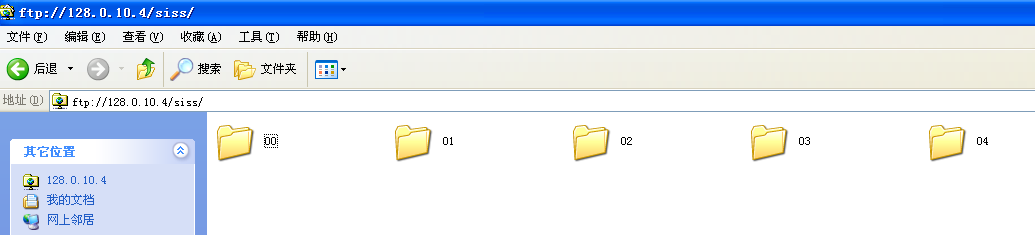 ftp://128.0.10.4/siss/
文件(F) 编辑(E) 查看(V) 收藏(A) 工具(T) 帮助(H)
后退 搜索 文件夹
地址(D) ftp://128.0.10.4/siss/
其它位置
128.0.10.4
我的文档
网上邻居
00 01 02 03 04